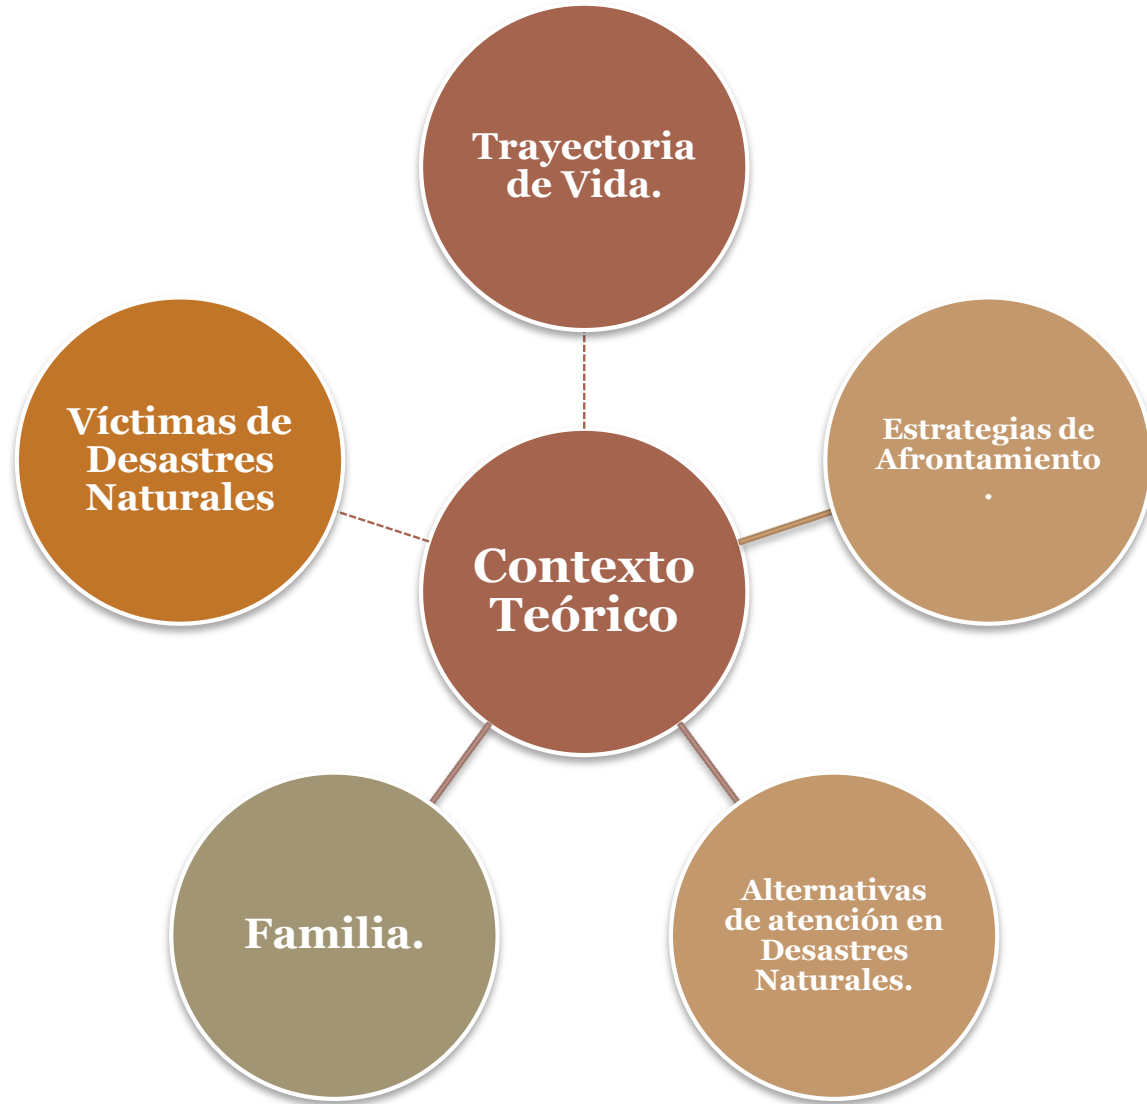 Trayectoria
de Vida.
Víctimas de
Desastres
Naturales
Estrategias de
Afrontamiento
.
Contexto
Teórico
Familia.
Alternativas
de atención en
Desastres
Naturales.